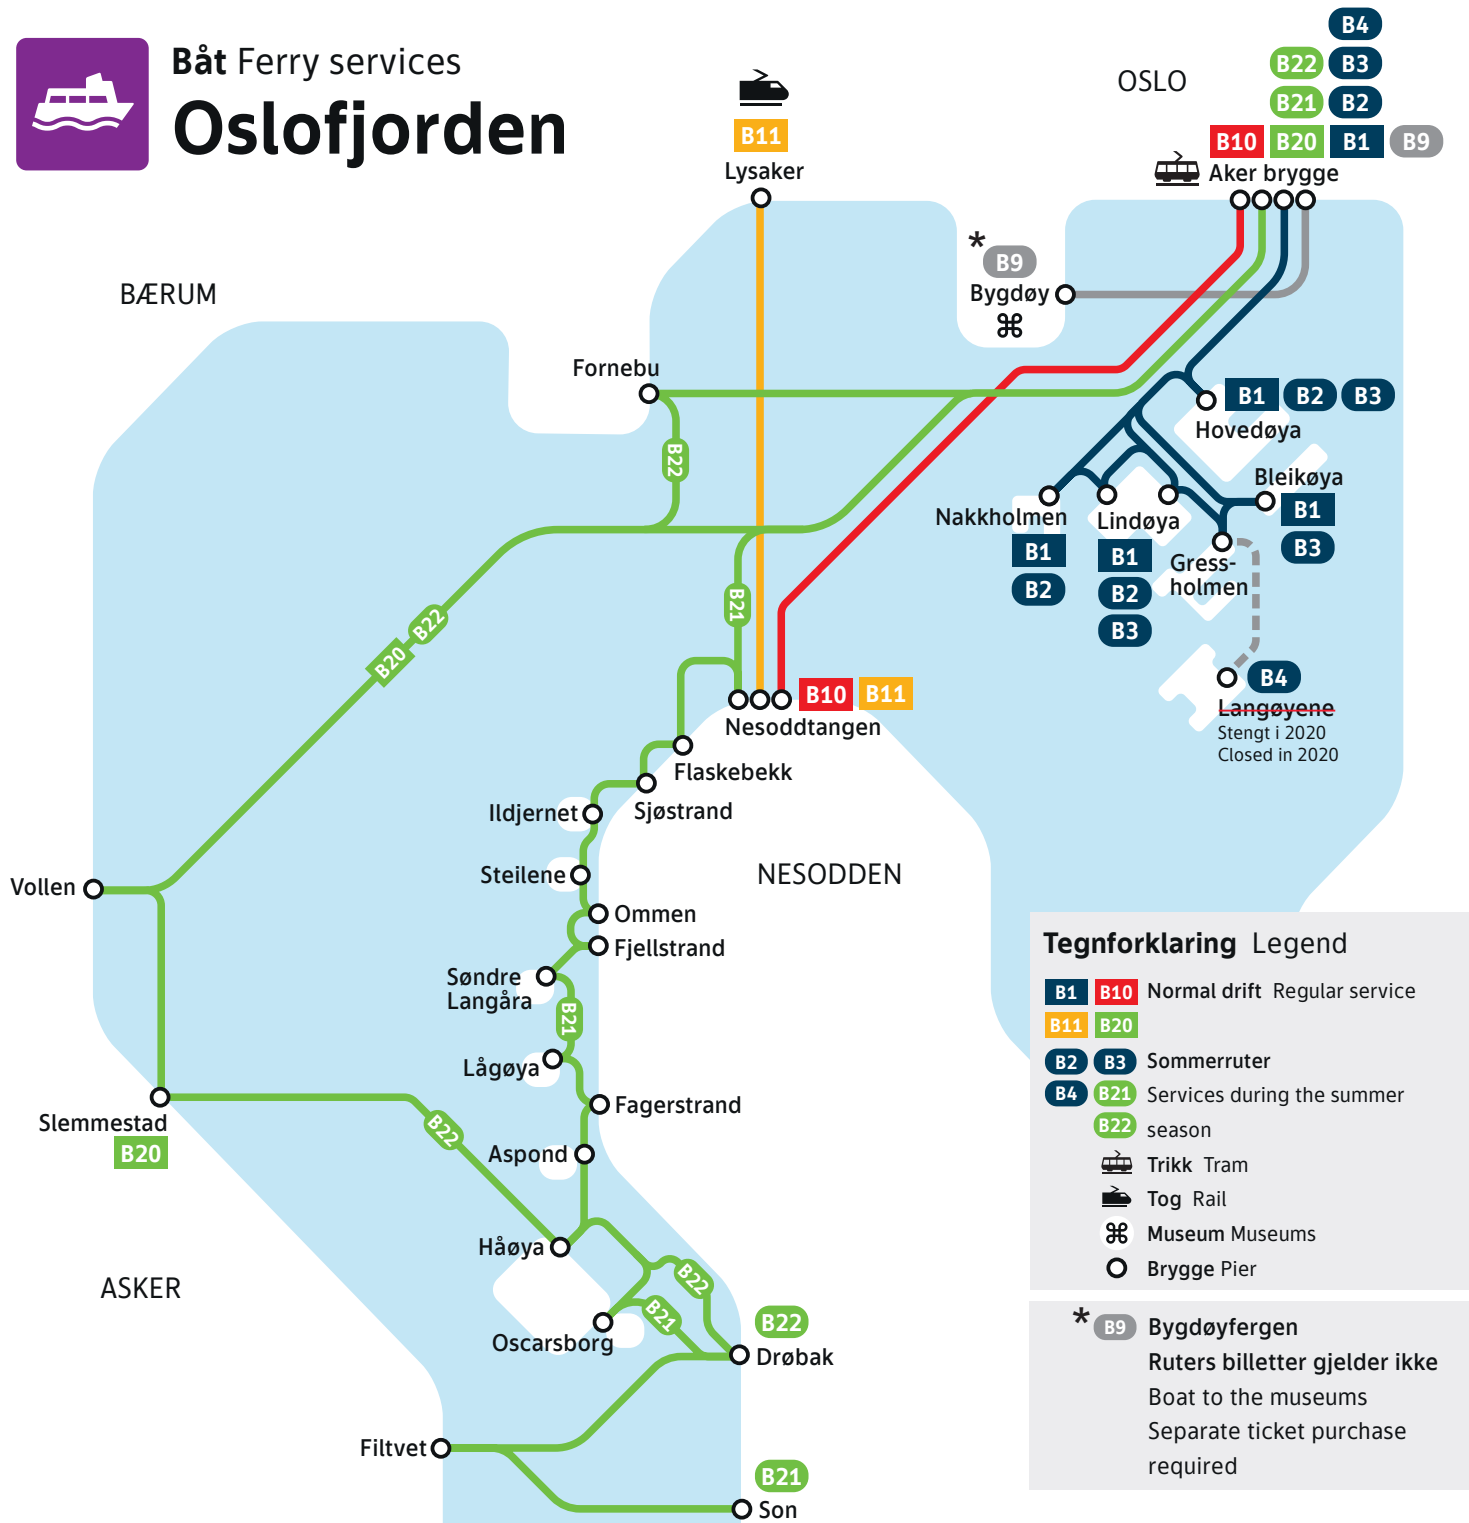 Båt Ferry services
Oslofjorden
B11
Lysaker
OSLO
B4
B22 B3
B21 B2
B10 B20 B1 B9
Aker brygge
BÆRUM
*
B9
Bygdøy
Fornebu
B22
B1 B2 B3
Hovedøya
Bleikøya
B1
B3
Nakkholmen
B1
B2
Lindøya
B1
B2
B3
Gress-
holmen
B20 B22
B21
B4
Langøyene
Stengt i 2020
Closed in 2020
B10 B11
Nesoddtangen
Flaskebekk
Sjøstrand
Ildjernet
Steilene
NESODDEN
Vollen
Ommen
Fjellstrand
Søndre
Langåra
B21
Lågøya
Fagerstrand
Slemmestad
B20
B22
Aspond
Håøya
ASKER
B22
B21
Oscarsborg
B22
Drøbak
Filtvet
B21
Son
Tegnforklaring Legend
B1 B10 Normal drift Regular service
B11 B20
B2 B3 Sommerruter
B4 B21 Services during the summer
B22 season
Trikk Tram
Tog Rail
Museum Museums
Brygge Pier
* B9 Bygdøyfergen
Ruters billetter gjelder ikke
Boat to the museums
Separate ticket purchase
required